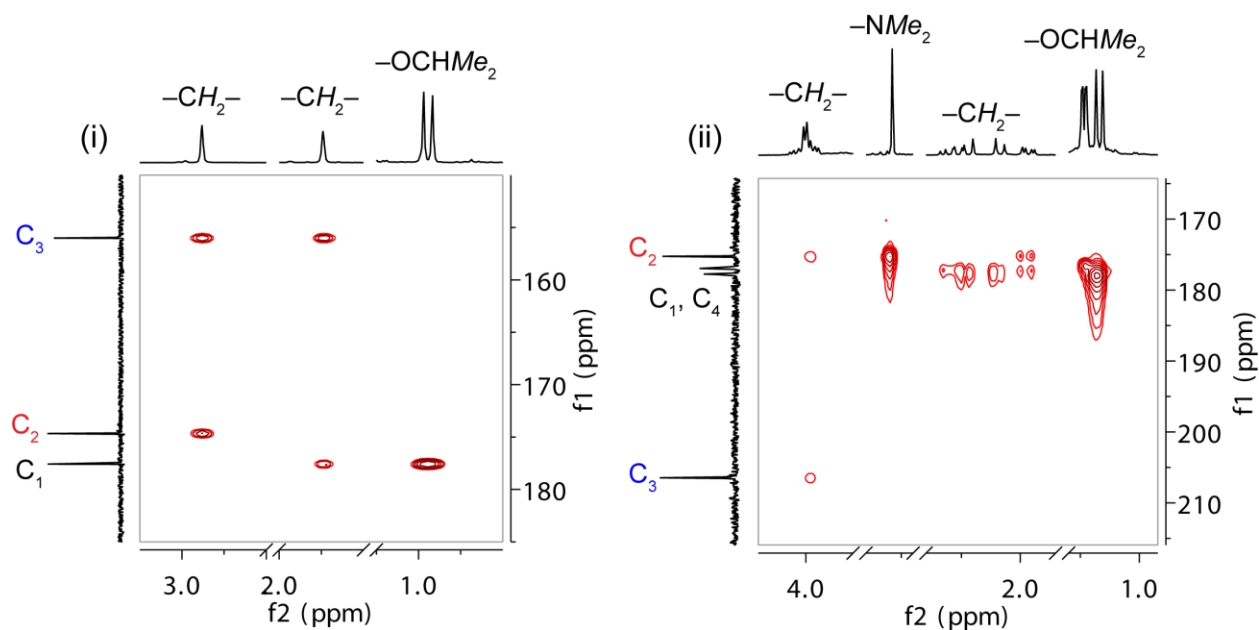 (i)
–CH₂–
–CH₂–
–OCHMe₂
C₃
C₂
C₁
160
170
180
f1 (ppm)
3.0
2.0
1.0
f2 (ppm)
(ii)
–CH₂–
–NMe₂
–CH₂–
–OCHMe₂
C₂
C₁, C₄
C₃
170
180
190
200
210
f1 (ppm)
4.0
2.0
1.0
f2 (ppm)